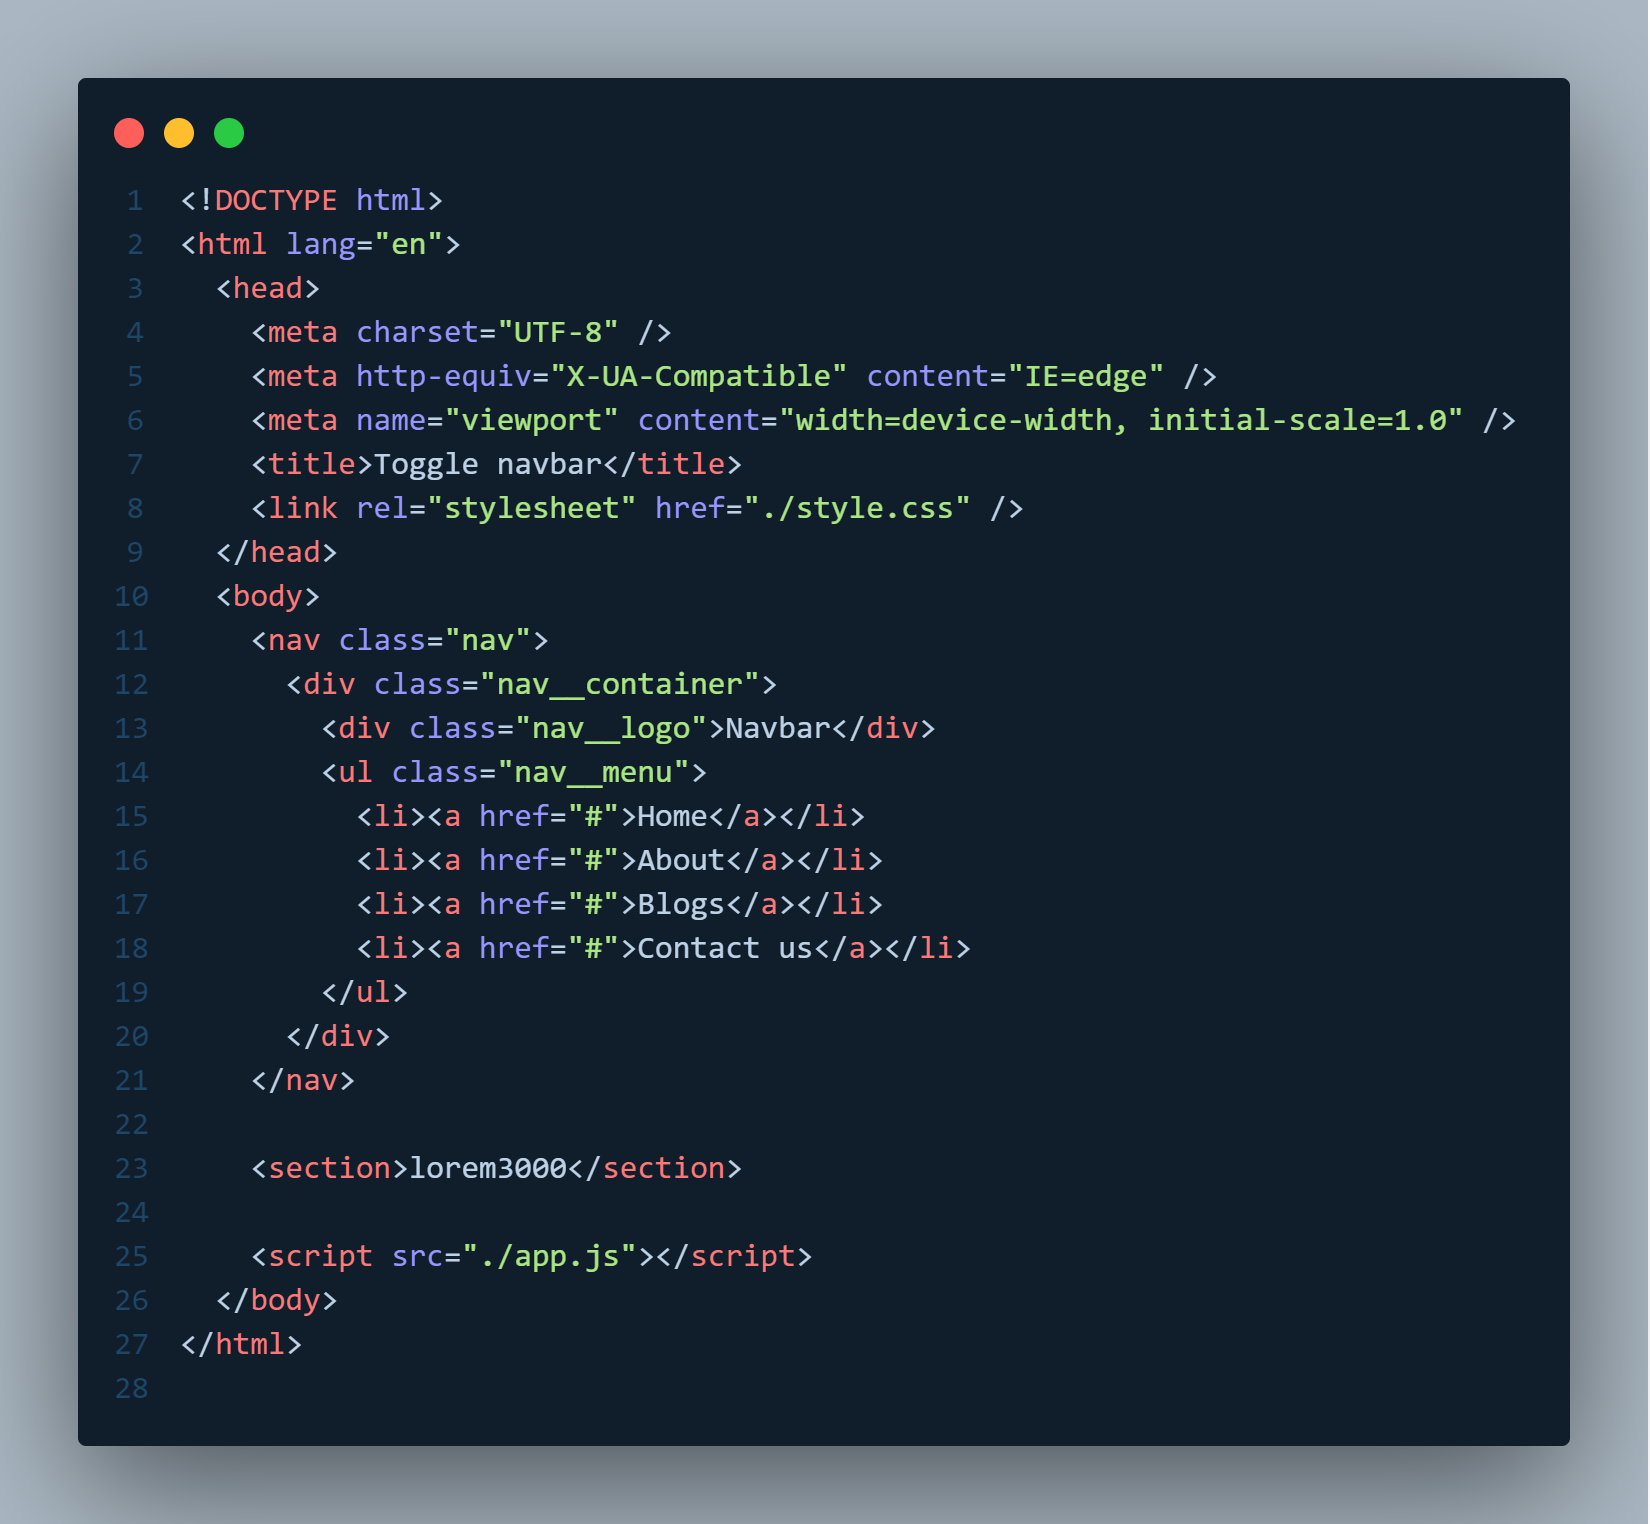 1 <!DOCTYPE html>
2 <html lang="en">
3   <head>
4     <meta charset="UTF-8" />
5     <meta http-equiv="X-UA-Compatible" content="IE=edge" />
6     <meta name="viewport" content="width=device-width, initial-scale=1.0" />
7     <title>Toggle navbar</title>
8     <link rel="stylesheet" href="./style.css" />
9   </head>
10   <body>
11     <nav class="nav">
12       <div class="nav__container">
13         <div class="nav__logo">Navbar</div>
14         <ul class="nav__menu">
15           <li><a href="#">Home</a></li>
16           <li><a href="#">About</a></li>
17           <li><a href="#">Blogs</a></li>
18           <li><a href="#">Contact us</a></li>
19         </ul>
20       </div>
21     </nav>
22
23     <section>lorem3000</section>
24
25     <script src="./app.js"></script>
26   </body>
27 </html>
28